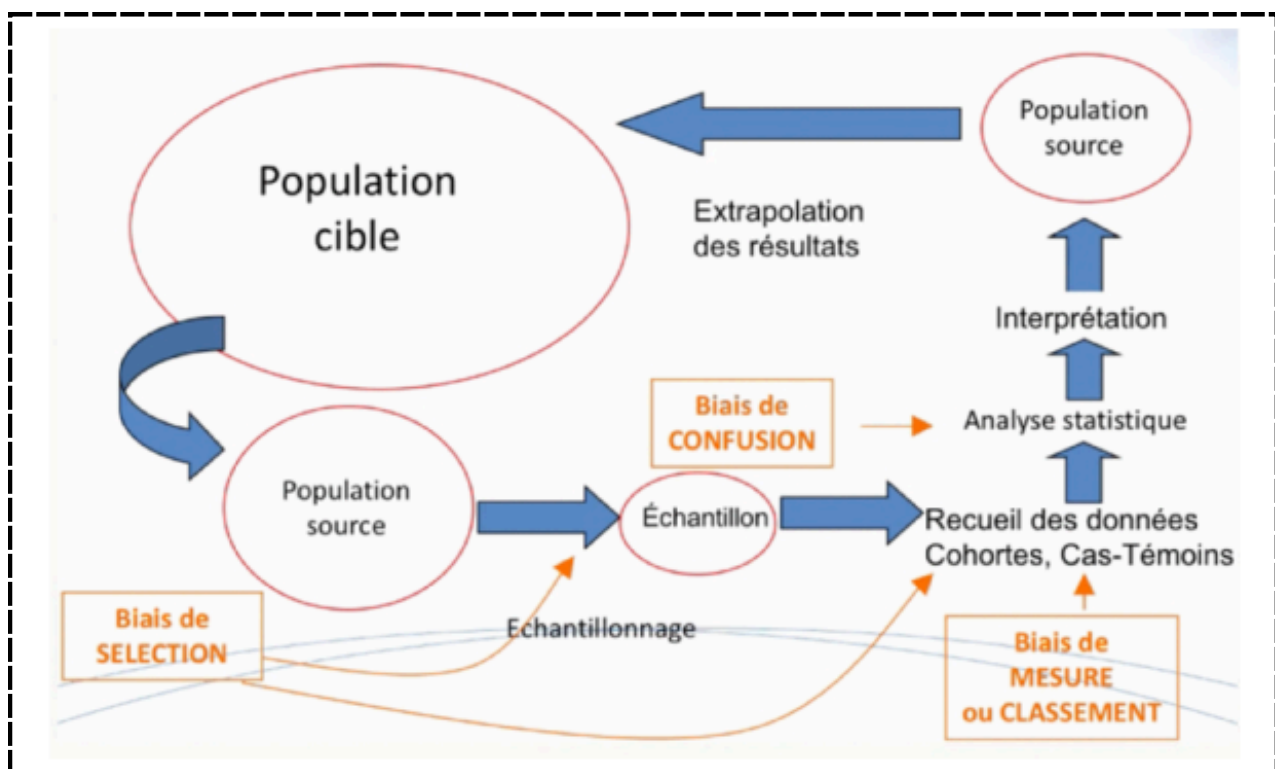 Population
cible
Population
source
Extrapolation
des résultats
Interprétation
Biais de
CONFUSION
Analyse statistique
Population
source
Échantillon
Recueil des données
Cohortes, Cas-Témoins
Biais de
SELECTION
Echantillonnage
Biais de
MESURE
ou CLASSEMENT